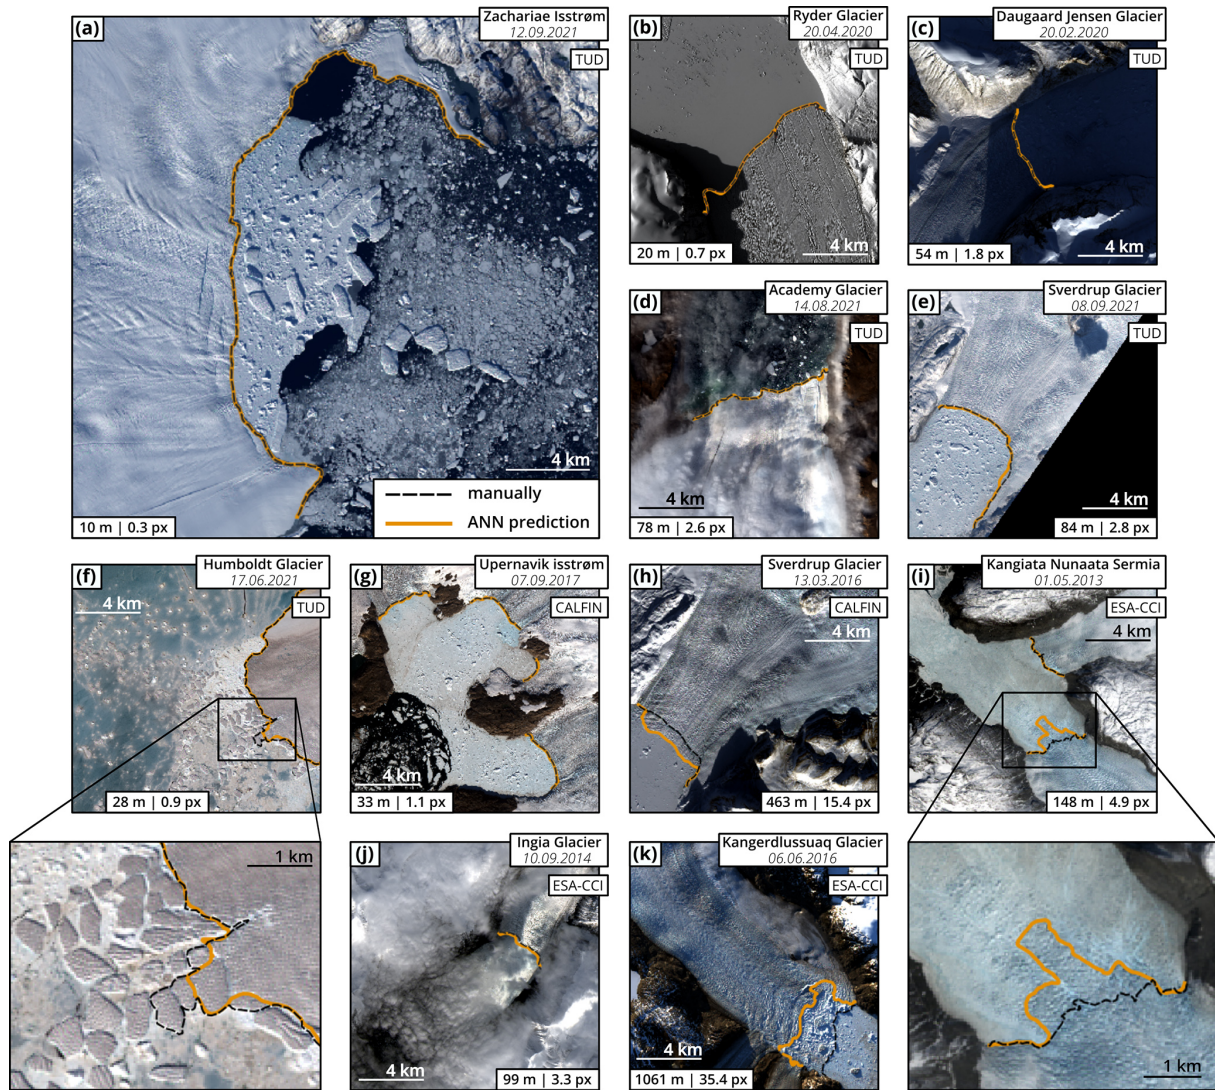 (a)
Zachariae Isstrøm
12.09.2021
TUD
4 km
manually
ANN prediction
10 m | 0.3 px
(b)
Ryder Glacier
20.04.2020
TUD
20 m | 0.7 px
4 km
(c)
Daugaard Jensen Glacier
20.02.2020
TUD
54 m | 1.8 px
4 km
(d)
Academy Glacier
14.08.2021
TUD
4 km
78 m | 2.6 px
(e)
Sverdrup Glacier
08.09.2021
TUD
4 km
84 m | 2.8 px
(f)
Humboldt Glacier
17.06.2021
TUD
4 km
28 m | 0.9 px
1 km
(g)
Upernavik isstrøm
07.09.2017
CALFIN
4 km
33 m | 1.1 px
(h)
Sverdrup Glacier
13.03.2016
CALFIN
4 km
463 m | 15.4 px
(i)
Kangiata Nunaata Sermia
01.05.2013
ESA-CCI
4 km
148 m | 4.9 px
1 km
(j)
Ingia Glacier
10.09.2014
ESA-CCI
4 km
99 m | 3.3 px
(k)
Kangerdlussuaq Glacier
06.06.2016
ESA-CCI
4 km
1061 m | 35.4 px